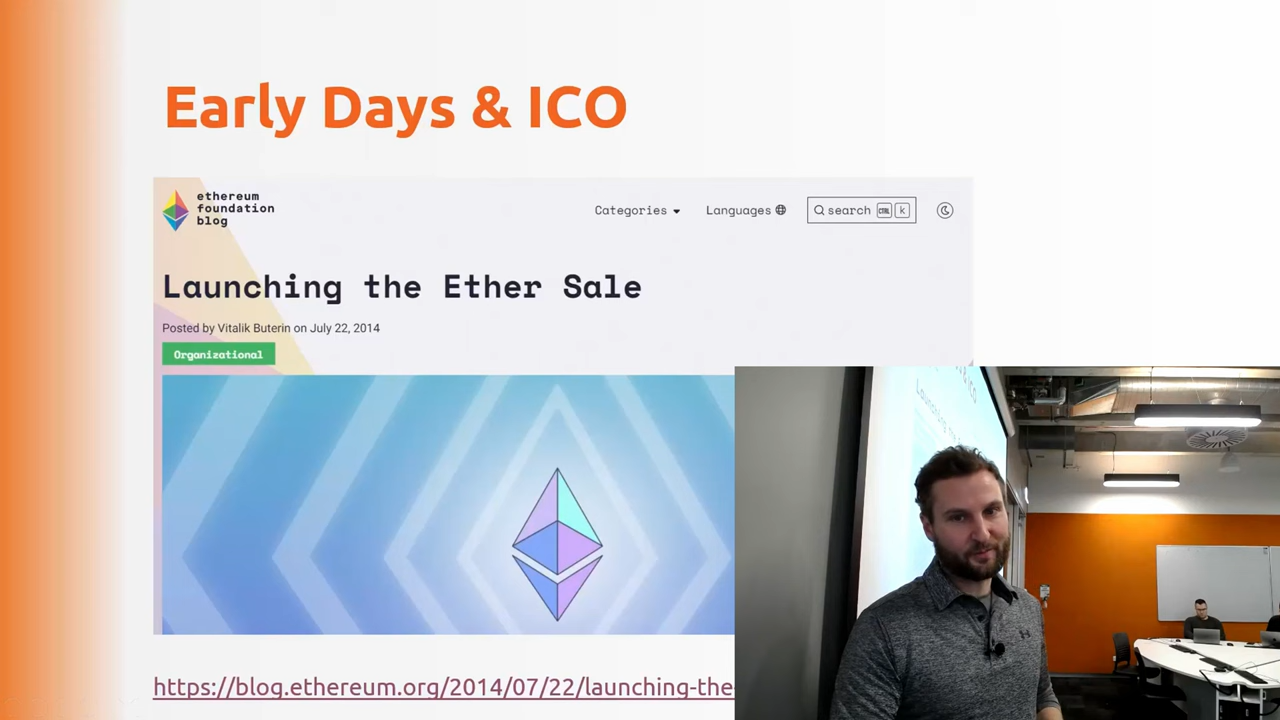 Early Days & ICO
ethereum
foundation
blog
Categories
Languages
search ctrl k
Launching the Ether Sale
Posted by Vitalik Buterin on July 22, 2014
Organizational
https://blog.ethereum.org/2014/07/22/launching-the-